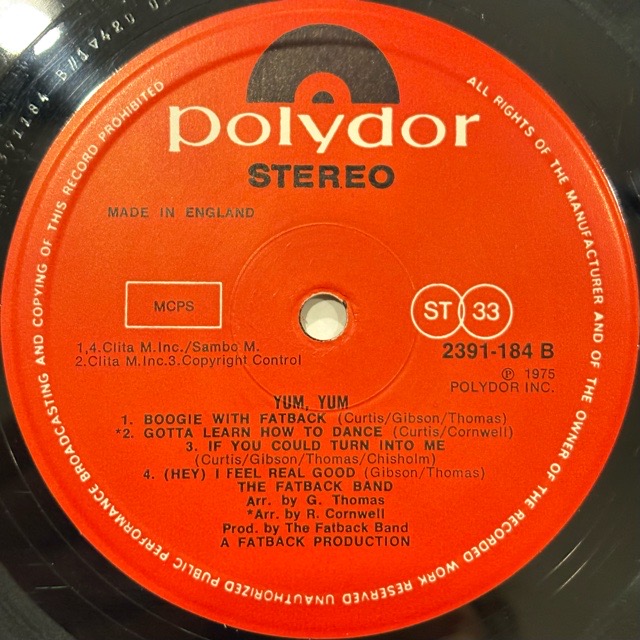 polydor
STEREO
MADE IN ENGLAND
MCPS
ST 33
1,4.Clita M.Inc./Sambo M.
2.Clita M.Inc.3.Copyright Control
2391-184 B
℗ 1975
POLYDOR INC.
YUM, YUM
1. BOOGIE WITH FATBACK (Curtis/Gibson/Thomas)
*2. GOTTA LEARN HOW TO DANCE (Curtis/Cornwell)
3. IF YOU COULD TURN INTO ME
(Curtis/Gibson/Thomas/Chisholm)
4. (HEY) I FEEL REAL GOOD (Gibson/Thomas)
THE FATBACK BAND
Arr. by G. Thomas
*Arr. by R. Cornwell
Prod. by The Fatback Band
A FATBACK PRODUCTION
ALL RIGHTS OF THE MANUFACTURER AND OF THE OWNER OF THE RECORDED WORK RESERVED UNAUTHORIZED PUBLIC PERFORMANCE BROADCASTING AND COPYING OF THIS RECORD PROHIBITED